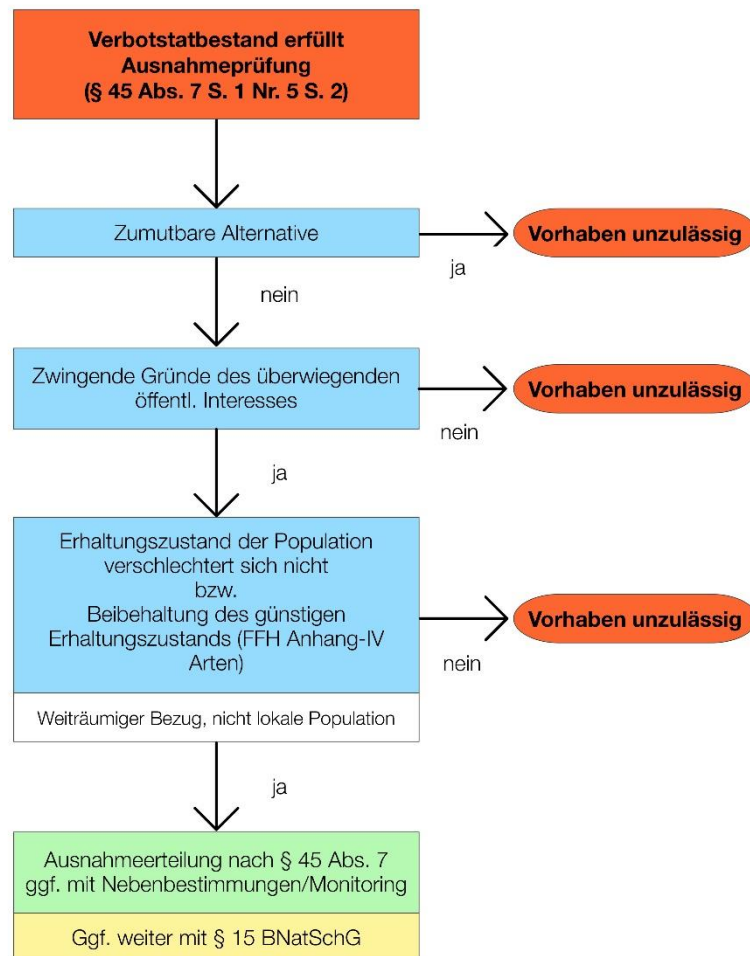 Verbotstatbestand erfüllt
Ausnahmeprüfung
(§ 45 Abs. 7 S. 1 Nr. 5 S. 2)
Zumutbare Alternative
ja
Vorhaben unzulässig
nein
Zwingende Gründe des überwiegenden
öffentl. Interesses
nein
Vorhaben unzulässig
ja
Erhaltungszustand der Population
verschlechtert sich nicht
bzw.
Beibehaltung des günstigen
Erhaltungszustands (FFH Anhang-IV
Arten)
nein
Vorhaben unzulässig
Weiträumiger Bezug, nicht lokale Population
ja
Ausnahmeerteilung nach § 45 Abs. 7
ggf. mit Nebenbestimmungen/Monitoring
Ggf. weiter mit § 15 BNatSchG